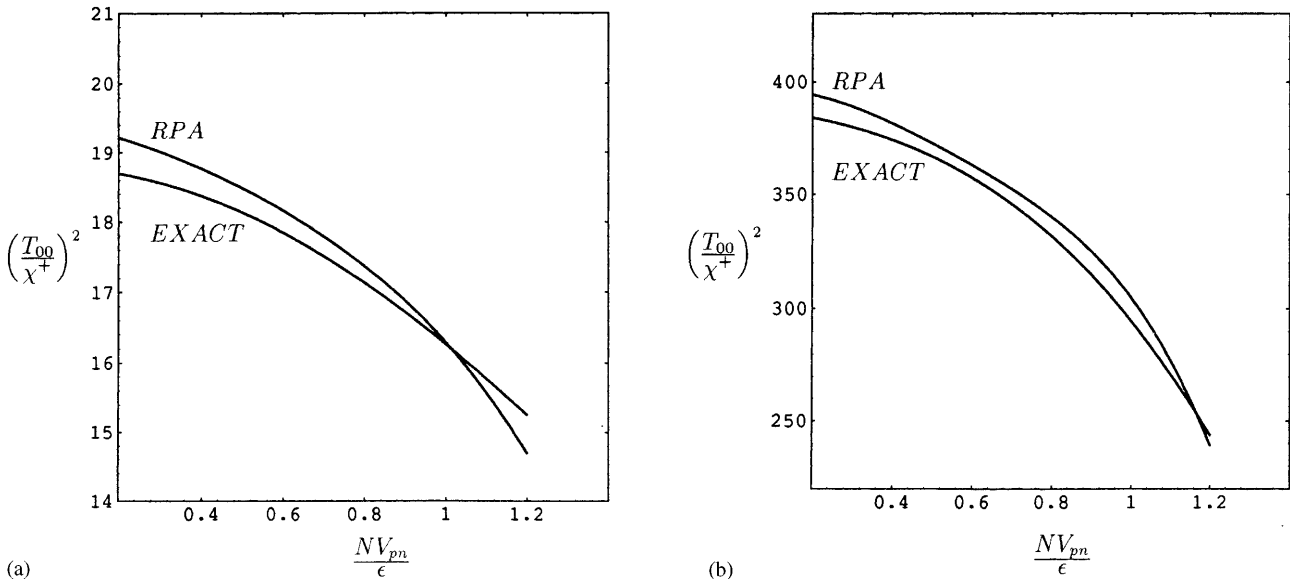 21
20
19
18
17
16
15
14
RPA
EXACT
(T₀₀/χ⁺)²
0.4 0.6 0.8 1 1.2
NVₚₙ/ϵ
(a)
400
350
300
250
RPA
EXACT
(T₀₀/χ⁺)²
0.4 0.6 0.8 1 1.2
NVₚₙ/ϵ
(b)